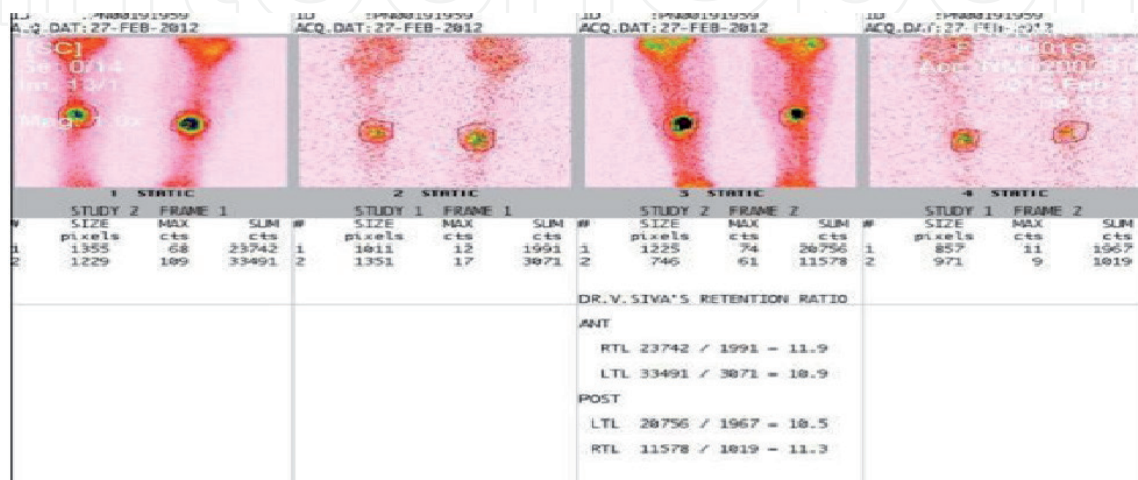 ACQ.DAT:27-FEB-2012
ACQ.DAT:27-FEB-2012
ACQ.DAT:27-FEB-2012
[SC]
Se: 0/14
1 STATIC
STUDY 2 FRAME 1
# SIZE MAX SUM
pixels cts cts
1 1355 68 23742
2 1229 109 33491
2 STATIC
STUDY 1 FRAME 1
# SIZE MAX SUM
pixels cts cts
1 1011 12 1991
2 1351 17 3071
3 STATIC
STUDY 2 FRAME 2
# SIZE MAX SUM
pixels cts cts
1 1225 74 20756
2 746 61 11578
4 STATIC
STUDY 1 FRAME 2
# SIZE MAX SUM
pixels cts cts
1 857 11 1967
2 971 9 1019
DR.V.SIVA'S RETENTION RATIO
ANT
RTL 23742 / 1991 = 11.9
LTL 33491 / 3071 = 10.9
POST
LTL 20756 / 1967 = 10.5
RTL 11578 / 1019 = 11.3